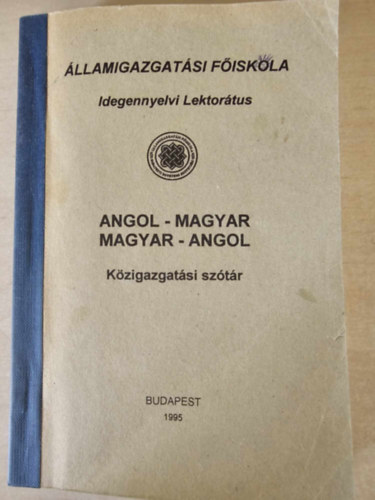 ÁLLAMIGAZGATÁSI FŐISKOLA
Idegennyelvi Lektorátus
ANGOL - MAGYAR
MAGYAR - ANGOL
Közigazgatási szótár
BUDAPEST
1995